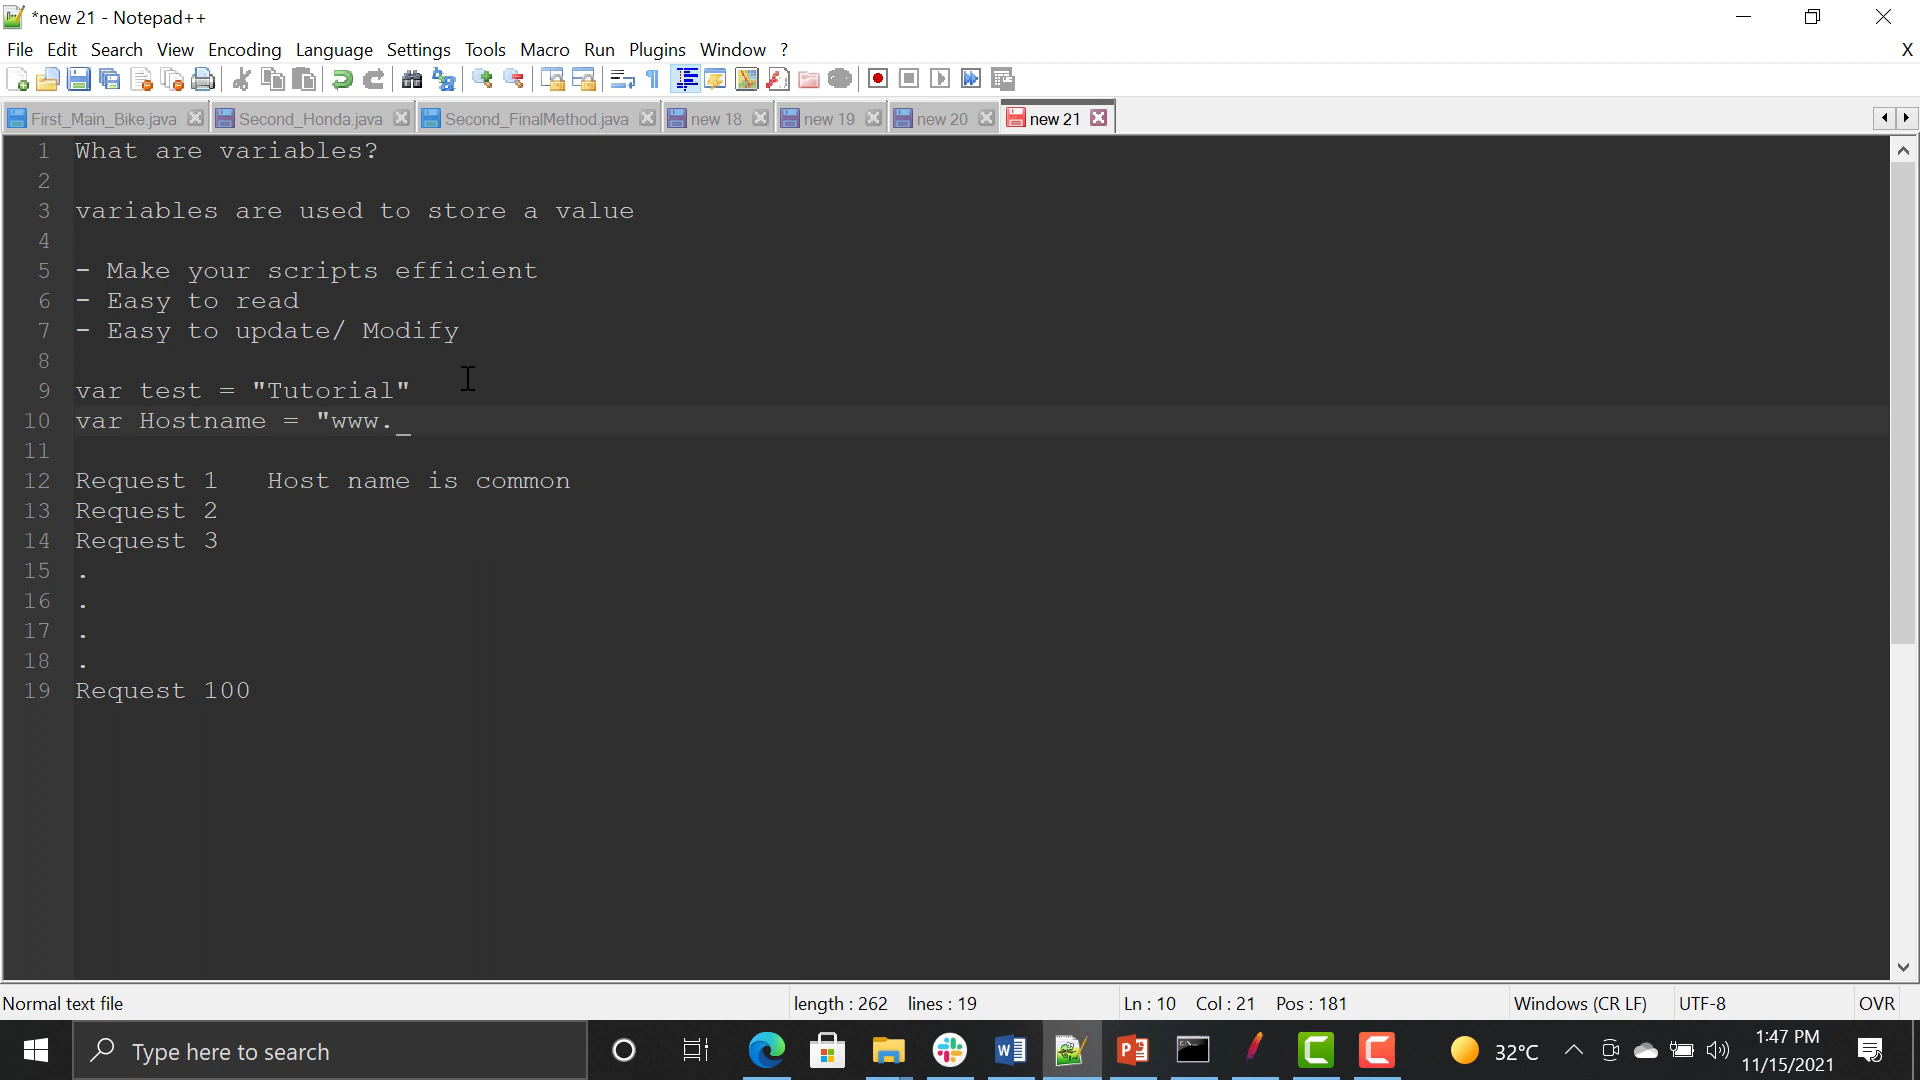 *new 21 - Notepad++
File Edit Search View Encoding Language Settings Tools Macro Run Plugins Window ? X
First_Main_Bike.java Second_Honda.java Second_FinalMethod.java new 18 new 19 new 20 new 21
1 What are variables?
2
3 variables are used to store a value
4
5 - Make your scripts efficient
6 - Easy to read
7 - Easy to update/ Modify
8
9 var test = "Tutorial"
10 var Hostname = "www.
11
12 Request 1 Host name is common
13 Request 2
14 Request 3
15 .
16 .
17 .
18 .
19 Request 100
Normal text file length : 262 lines : 19 Ln : 10 Col : 21 Pos : 181 Windows (CR LF) UTF-8 OVR
Type here to search 32°C 1:47 PM
11/15/2021